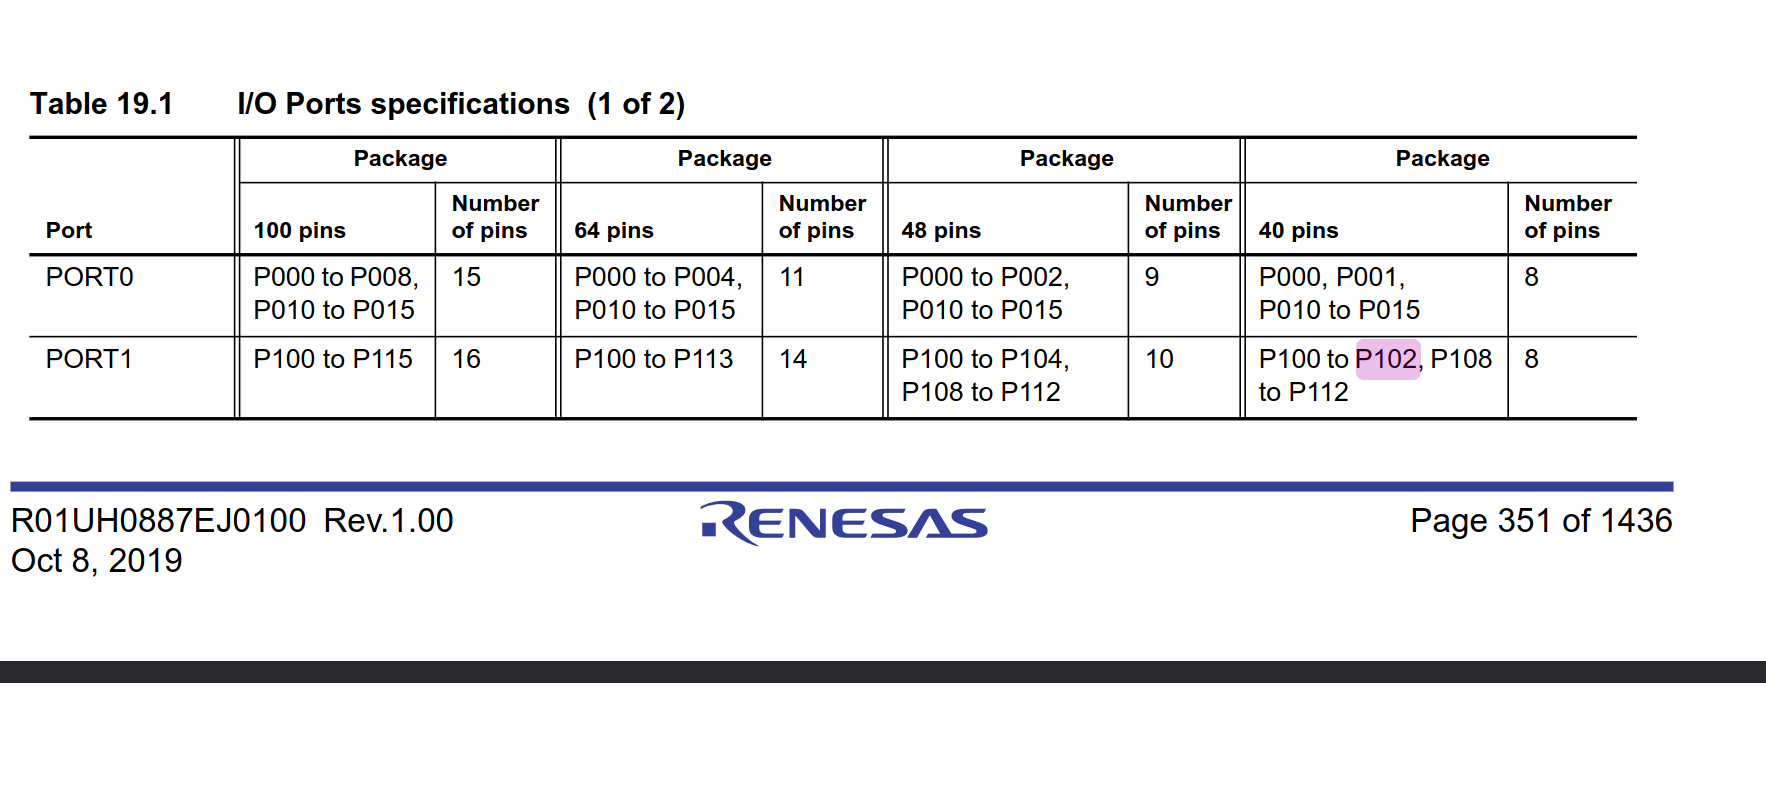 Table 19.1 I/O Ports specifications (1 of 2)
Package Package Package Package
Port 100 pins Number of pins 64 pins Number of pins 48 pins Number of pins 40 pins Number of pins
PORT0 P000 to P008, P010 to P015 15 P000 to P004, P010 to P015 11 P000 to P002, P010 to P015 9 P000, P001, P010 to P015 8
PORT1 P100 to P115 16 P100 to P113 14 P100 to P104, P108 to P112 10 P100 to P102, P108 to P112 8
R01UH0887EJ0100 Rev.1.00
Oct 8, 2019
RENESAS
Page 351 of 1436